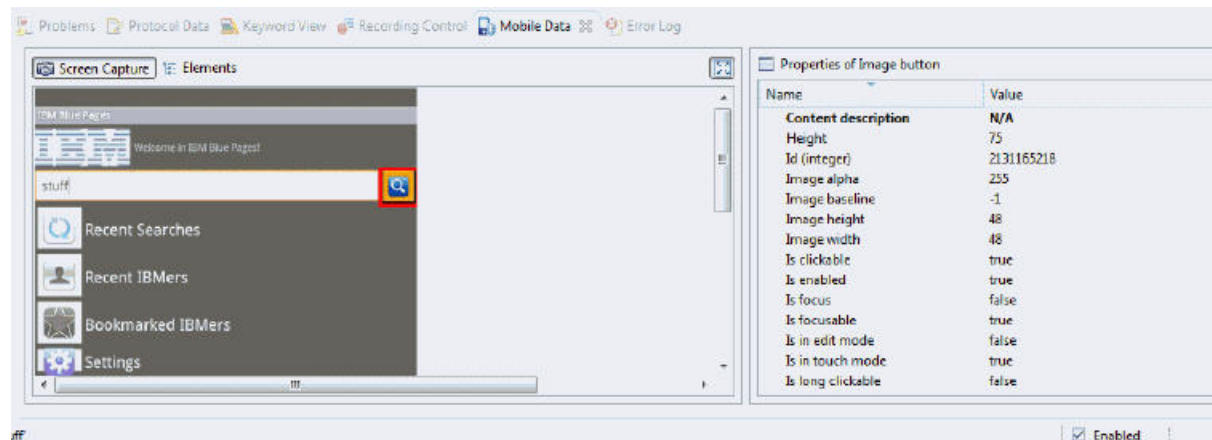 Problems Protocol Data Keyword View Recording Control Mobile Data Error Log
Screen Capture Elements
IBM Blue Pages
IBM Welcome in IBM Blue Pages!
stuff
Recent Searches
Recent IBMers
Bookmarked IBMers
Settings
Properties of Image button
Name Value
Content description N/A
Height 75
Id (integer) 2131165218
Image alpha 255
Image baseline -1
Image height 48
Image width 48
Is clickable true
Is enabled true
Is focus false
Is focusable true
Is in edit mode false
Is in touch mode true
Is long clickable false
uff' Enabled